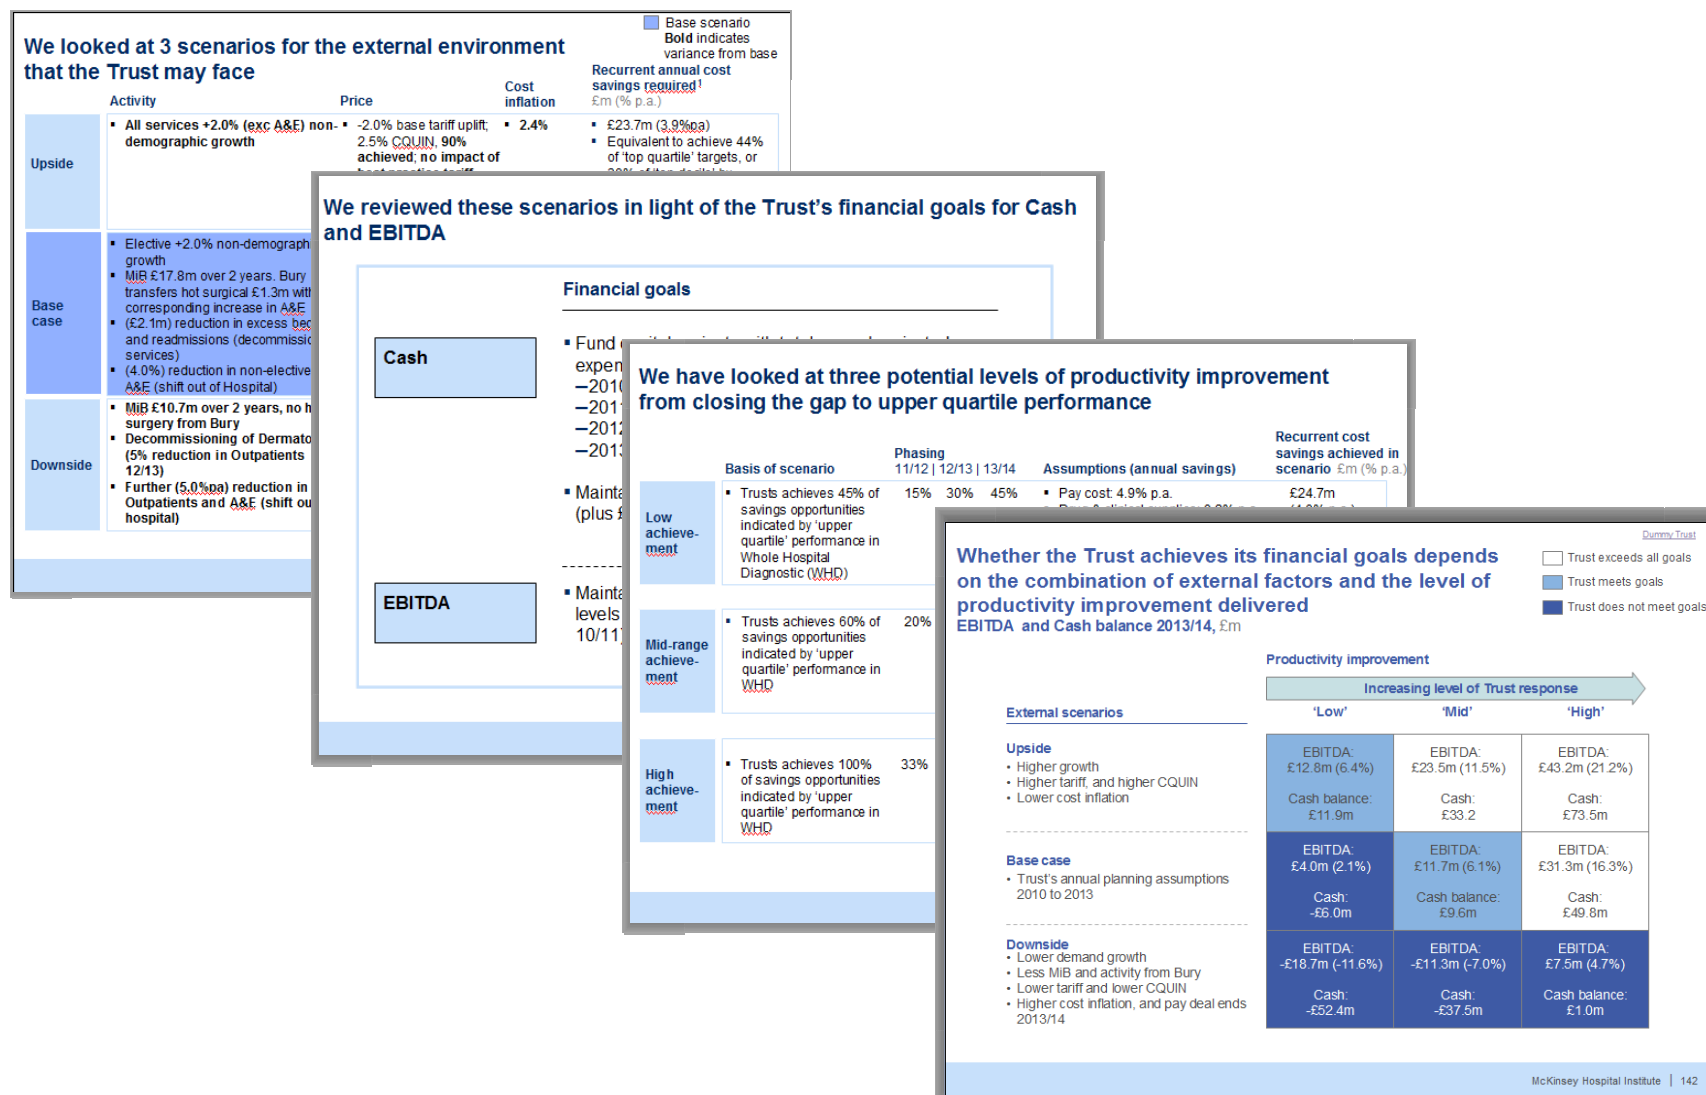 Base scenario
Bold indicates
variance from base
We looked at 3 scenarios for the external environment
that the Trust may face
Activity
Price
Cost
inflation
Recurrent annual cost
savings required¹
£m (% p.a.)
Upside
▪ All services +2.0% (exc A&E) non-
demographic growth
▪ -2.0% base tariff uplift;
2.5% CQUIN, 90%
achieved; no impact of
▪ 2.4%
▪ £23.7m (3.9%pa)
▪ Equivalent to achieve 44%
of ‘top quartile’ targets, or
Base
case
▪ Elective +2.0% non-demograph
growth
▪ MiB £17.8m over 2 years. Bury
transfers hot surgical £1.3m with
corresponding increase in A&E
▪ (£2.1m) reduction in excess bed
and readmissions (decommissio
services)
▪ (4.0%) reduction in non-elective
A&E (shift out of Hospital)
Downside
▪ MiB £10.7m over 2 years, no h
surgery from Bury
▪ Decommissioning of Dermato
(5% reduction in Outpatients
12/13)
▪ Further (5.0%pa) reduction in
Outpatients and A&E (shift ou
hospital)
We reviewed these scenarios in light of the Trust’s financial goals for Cash
and EBITDA
Financial goals
Cash
▪ Fund
expen
–2010
–2011
–2012
–2013
▪ Mainta
(plus £
EBITDA
▪ Mainta
levels
10/11
We have looked at three potential levels of productivity improvement
from closing the gap to upper quartile performance
Basis of scenario
Phasing
11/12 | 12/13 | 13/14
Assumptions (annual savings)
Recurrent cost
savings achieved in
scenario £m (% p.a.)
Low
achieve-
ment
▪ Trusts achieves 45% of
savings opportunities
indicated by ‘upper
quartile’ performance in
Whole Hospital
Diagnostic (WHD)
15% 30% 45%
▪ Pay cost: 4.9% p.a.
£24.7m
Mid-range
achieve-
ment
▪ Trusts achieves 60% of
savings opportunities
indicated by ‘upper
quartile’ performance in
WHD
20%
High
achieve-
ment
▪ Trusts achieves 100%
of savings opportunities
indicated by ‘upper
quartile’ performance in
WHD
33%
Dummy Trust
Whether the Trust achieves its financial goals depends
on the combination of external factors and the level of
productivity improvement delivered
EBITDA and Cash balance 2013/14, £m
Trust exceeds all goals
Trust meets goals
Trust does not meet goals
Productivity improvement
Increasing level of Trust response
External scenarios
‘Low’
‘Mid’
‘High’
Upside
• Higher growth
• Higher tariff, and higher CQUIN
• Lower cost inflation
EBITDA:
£12.8m (6.4%)
Cash balance:
£11.9m
EBITDA:
£23.5m (11.5%)
Cash:
£33.2
EBITDA:
£43.2m (21.2%)
Cash:
£73.5m
Base case
• Trust’s annual planning assumptions
2010 to 2013
EBITDA:
£4.0m (2.1%)
Cash:
-£6.0m
EBITDA:
£11.7m (6.1%)
Cash balance:
£9.6m
EBITDA:
£31.3m (16.3%)
Cash:
£49.8m
Downside
• Lower demand growth
• Less MiB and activity from Bury
• Lower tariff and lower CQUIN
• Higher cost inflation, and pay deal ends
2013/14
EBITDA:
-£18.7m (-11.6%)
Cash:
-£52.4m
EBITDA:
-£11.3m (-7.0%)
Cash:
-£37.5m
EBITDA:
£7.5m (4.7%)
Cash balance:
£1.0m
McKinsey Hospital Institute | 142